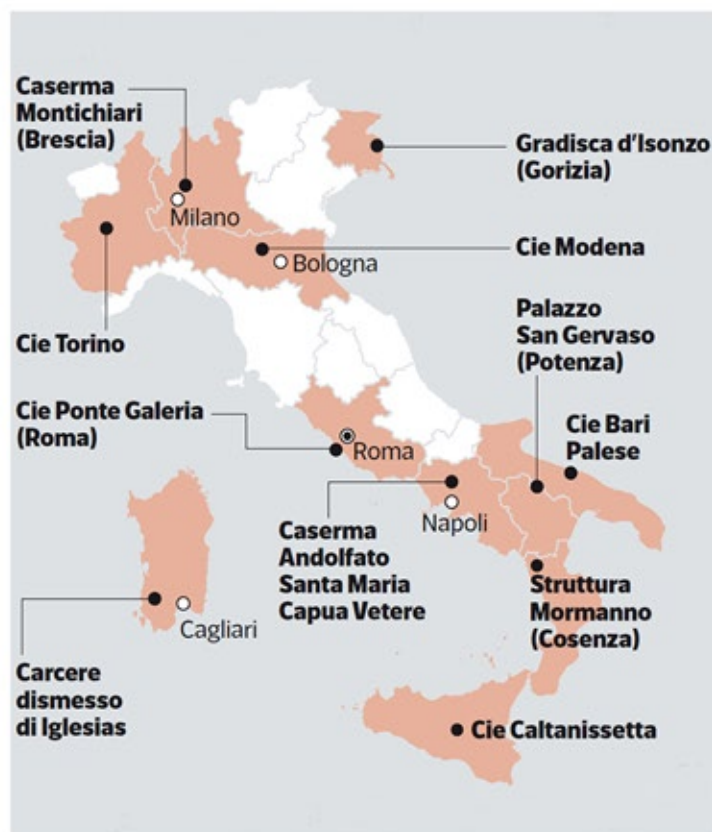 Caserma
Montichiari
(Brescia)
Gradisca d'Isonzo
(Gorizia)
Milano
Cie Modena
Bologna
Cie Torino
Palazzo
San Gervaso
(Potenza)
Cie Ponte Galeria
(Roma)
Cie Bari
Palese
Roma
Napoli
Caserma
Andolfato
Santa Maria
Capua Vetere
Struttura
Mormanno
(Cosenza)
Cagliari
Carcere
dismesso
di Iglesias
Cie Caltanissetta